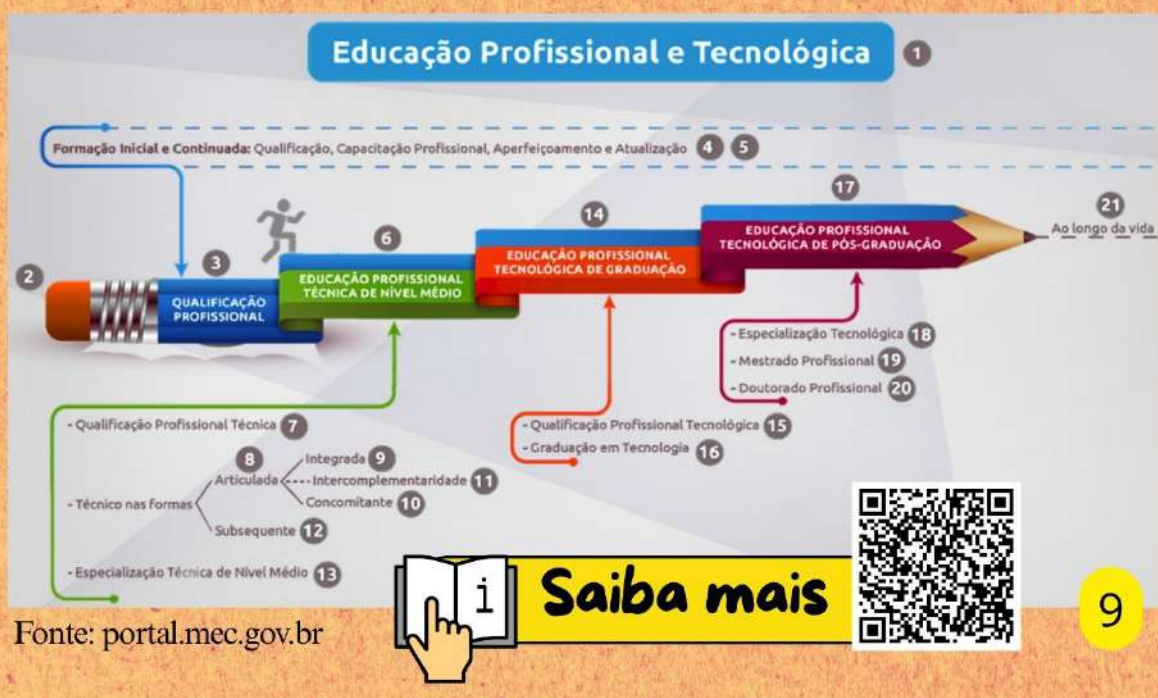 Educação Profissional e Tecnológica 1
Formação Inicial e Continuada: Qualificação, Capacitação Profissional, Aperfeiçoamento e Atualização 4 5
2
3
QUALIFICAÇÃO
PROFISSIONAL
6
EDUCAÇÃO PROFISSIONAL
TÉCNICA DE NÍVEL MÉDIO
14
EDUCAÇÃO PROFISSIONAL
TECNOLÓGICA DE GRADUAÇÃO
17
EDUCAÇÃO PROFISSIONAL
TECNOLÓGICA DE PÓS-GRADUAÇÃO
21
Ao longo da vida
- Qualificação Profissional Técnica 7
- Técnico nas formas
8
Articulada
Integrada 9
Intercomplementaridade 11
Concomitante 10
Subsequente 12
- Especialização Técnica de Nível Médio 13
- Qualificação Profissional Tecnológica 15
- Graduação em Tecnologia 16
- Especialização Tecnológica 18
- Mestrado Profissional 19
- Doutorado Profissional 20
i
Saiba mais
Fonte: portal.mec.gov.br
9